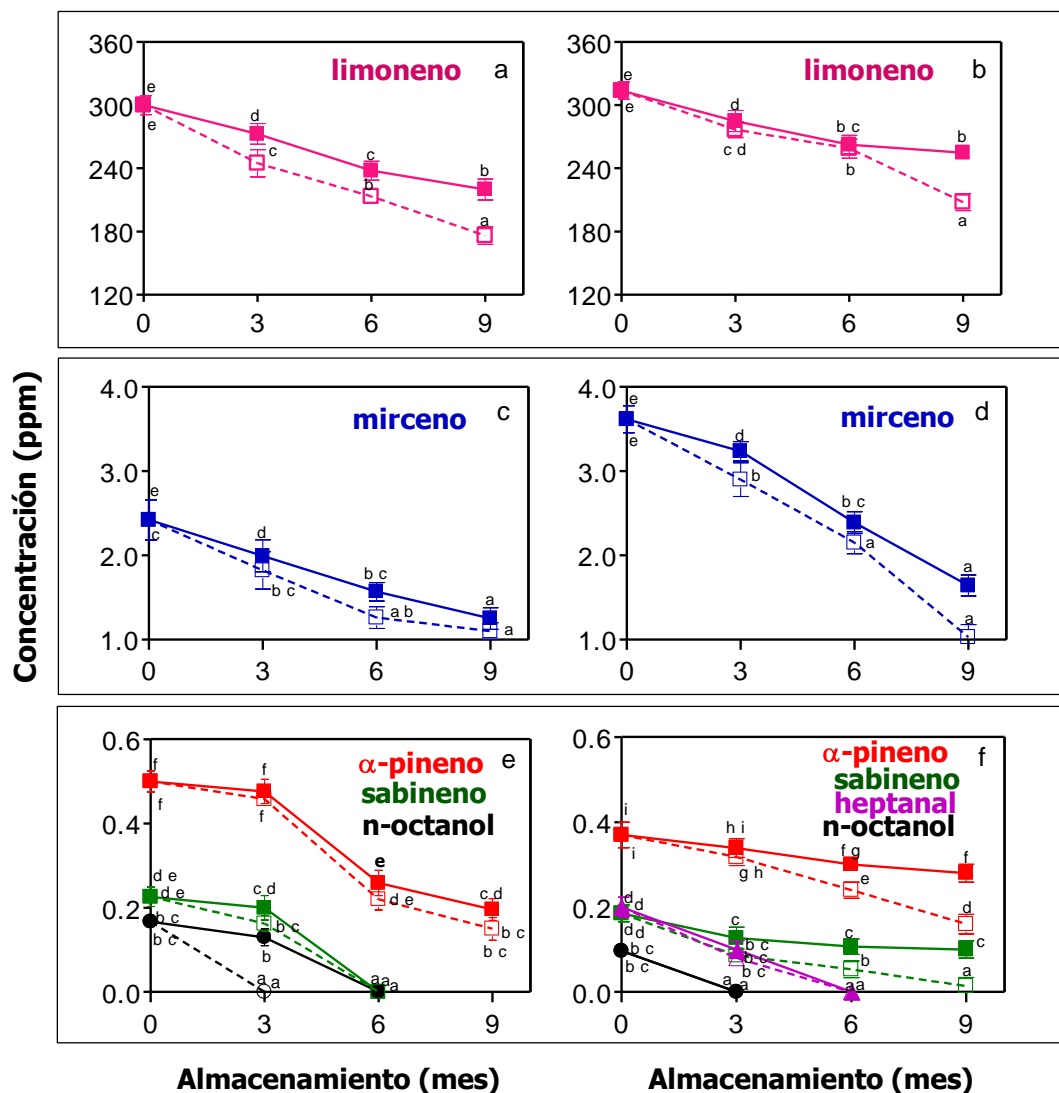 360
300
240
180
120
limoneno
a
e
e
d
c
c
b
b
a
0
3
6
9
360
300
240
180
120
limoneno
b
e
e
d
c d
b c
b
b
a
0
3
6
9
Concentración (ppm)
4.0
3.0
2.0
1.0
mirceno
c
e
c
d
b c
b c
a b
a
a
0
3
6
9
4.0
3.0
2.0
1.0
mirceno
d
e
e
d
b
b c
a
a
a
0
3
6
9
0.6
0.4
0.2
0.0
α-pineno
sabineno
n-octanol
e
f
f
f
f
e
d e
c d
b c
d e
d e
c d
b c
b c
b c
b
a
a
a
a
a
0
3
6
9
0.6
0.4
0.2
0.0
α-pineno
sabineno
heptanal
n-octanol
f
i
i
h i
g h
f g
e
f
d
d
d
d
d
c
b c
b c
b c
c
b
c
a
b c
b c
a
a
a
a
0
3
6
9
Almacenamiento (mes)
Almacenamiento (mes)